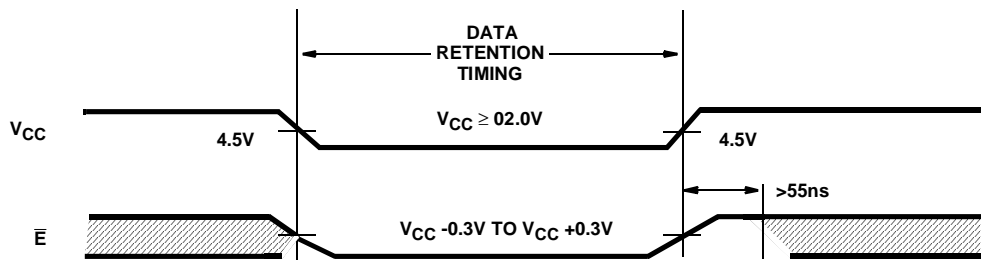 DATA
RETENTION
TIMING
VCC
4.5V
VCC ≥ 02.0V
4.5V
>55ns
E̅
VCC -0.3V TO VCC +0.3V